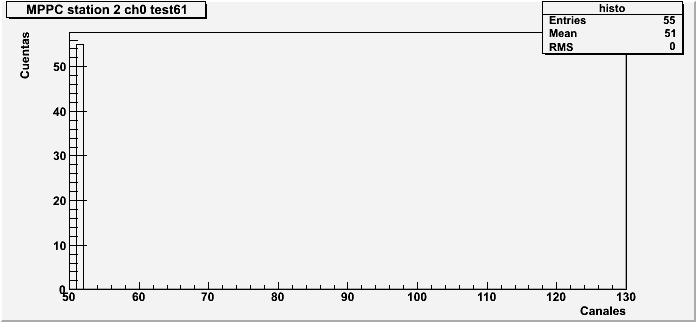 MPPC station 2 ch0 test61
histo
Entries 55
Mean 51
RMS 0
Cuentas
50
40
30
20
10
0
50 60 70 80 90 100 110 120 130
Canales